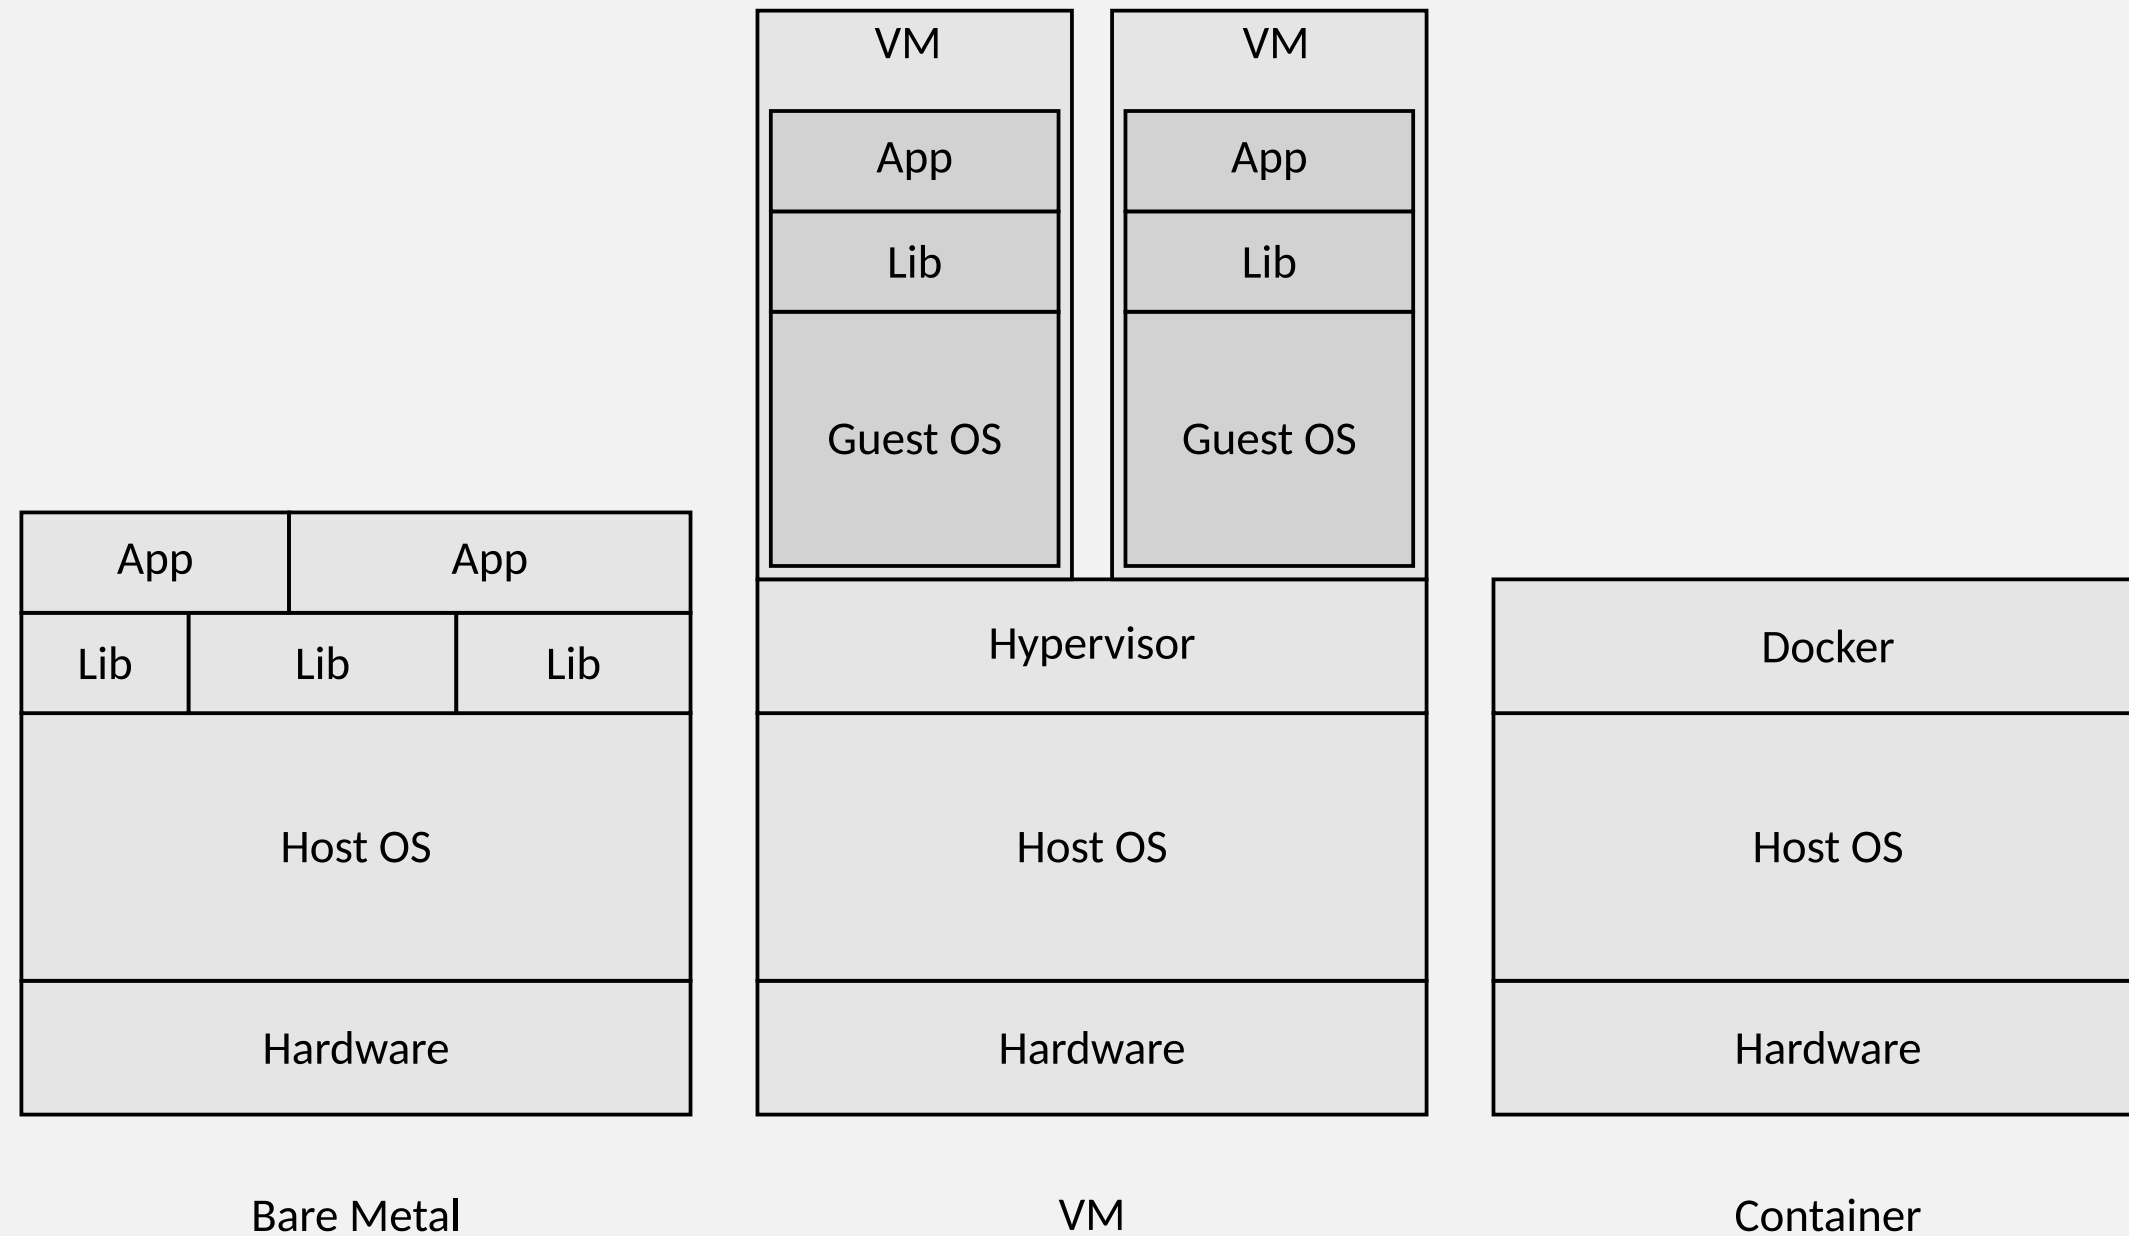 VM
VM
App
App
Lib
Lib
Guest OS
Guest OS
App
App
Lib
Lib
Lib
Hypervisor
Docker
Host OS
Host OS
Host OS
Hardware
Hardware
Hardware
Bare Metal
VM
Container